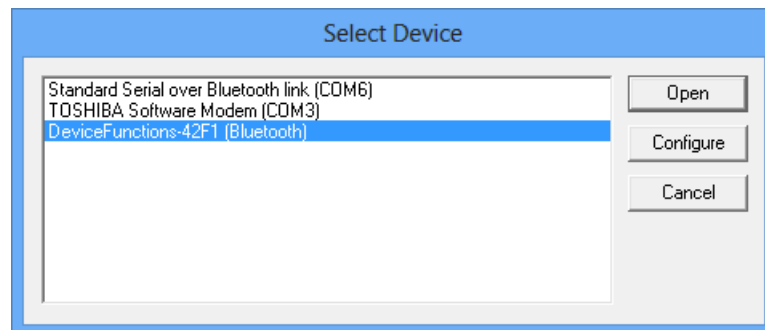 Select Device
Standard Serial over Bluetooth link (COM6)
TOSHIBA Software Modem (COM3)
DeviceFunctions-42F1 (Bluetooth)
Open
Configure
Cancel